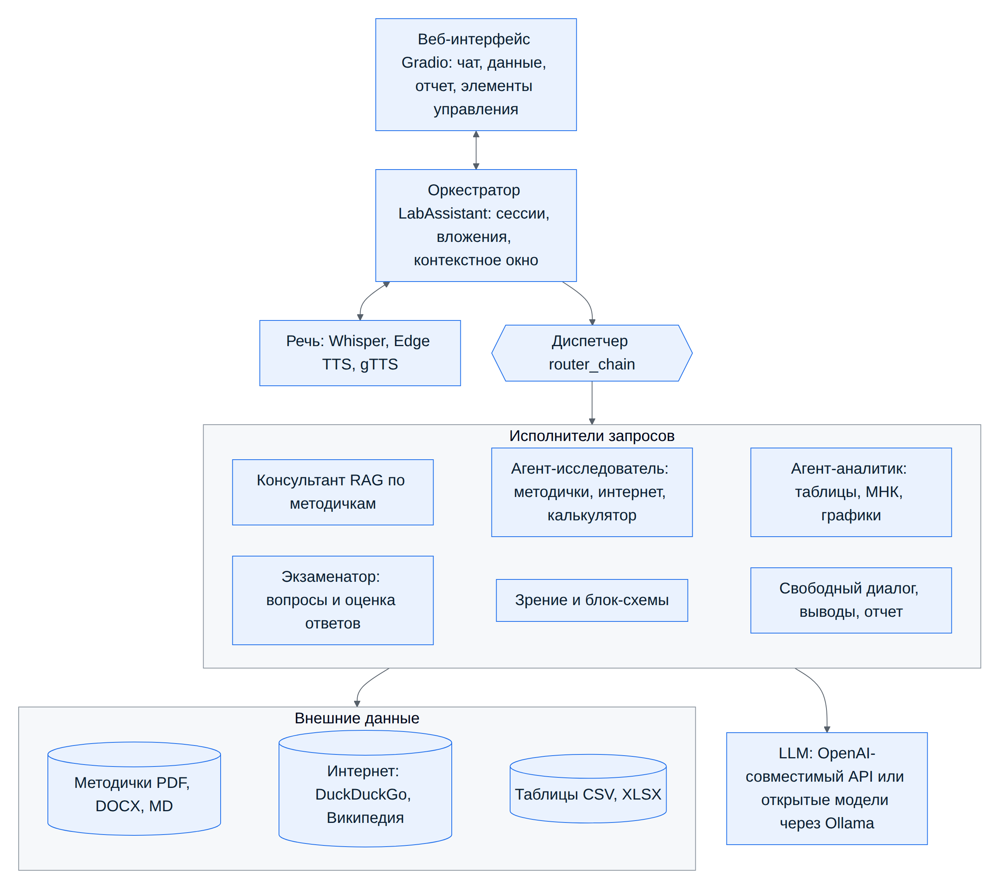 Веб-интерфейс
Gradio: чат, данные,
отчет, элементы
управления
Оркестратор
LabAssistant: сессии,
вложения,
контекстное окно
Речь: Whisper, Edge
TTS, gTTS
Диспетчер
router_chain
Исполнители запросов
Консультант RAG по
методичкам
Агент-исследователь:
методички, интернет,
калькулятор
Агент-аналитик:
таблицы, МНК,
графики
Экзаменатор:
вопросы и оценка
ответов
Зрение и блок-схемы
Свободный диалог,
выводы, отчет
Внешние данные
Методички PDF,
DOCX, MD
Интернет:
DuckDuckGo,
Википедия
Таблицы CSV, XLSX
LLM: OpenAI-
совместимый API или
открытые модели
через Ollama